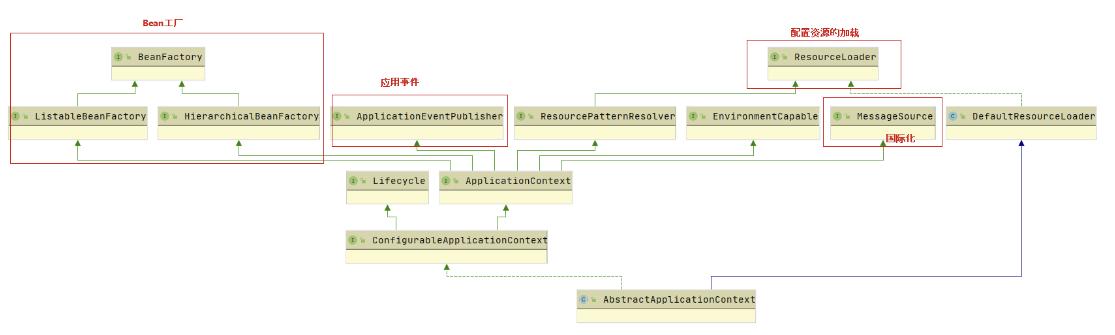 Bean工厂
配置资源的加载
BeanFactory
ResourceLoader
应用事件
ListableBeanFactory
HierarchicalBeanFactory
ApplicationEventPublisher
ResourcePatternResolver
EnvironmentCapable
MessageSource
DefaultResourceLoader
国际化
Lifecycle
ApplicationContext
ConfigurableApplicationContext
AbstractApplicationContext